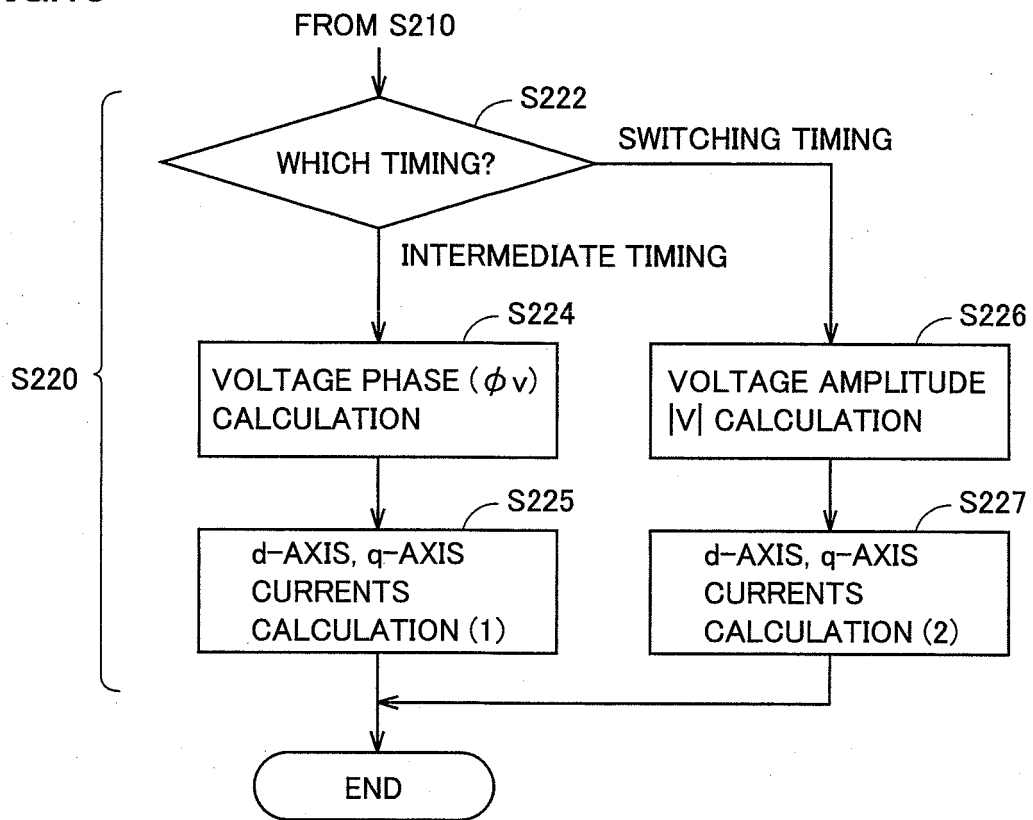 FROM S210
S222
WHICH TIMING?
SWITCHING TIMING
INTERMEDIATE TIMING
S220
S224
VOLTAGE PHASE (ϕv)
CALCULATION
S226
VOLTAGE AMPLITUDE
|V| CALCULATION
S225
d-AXIS, q-AXIS
CURRENTS
CALCULATION (1)
S227
d-AXIS, q-AXIS
CURRENTS
CALCULATION (2)
END